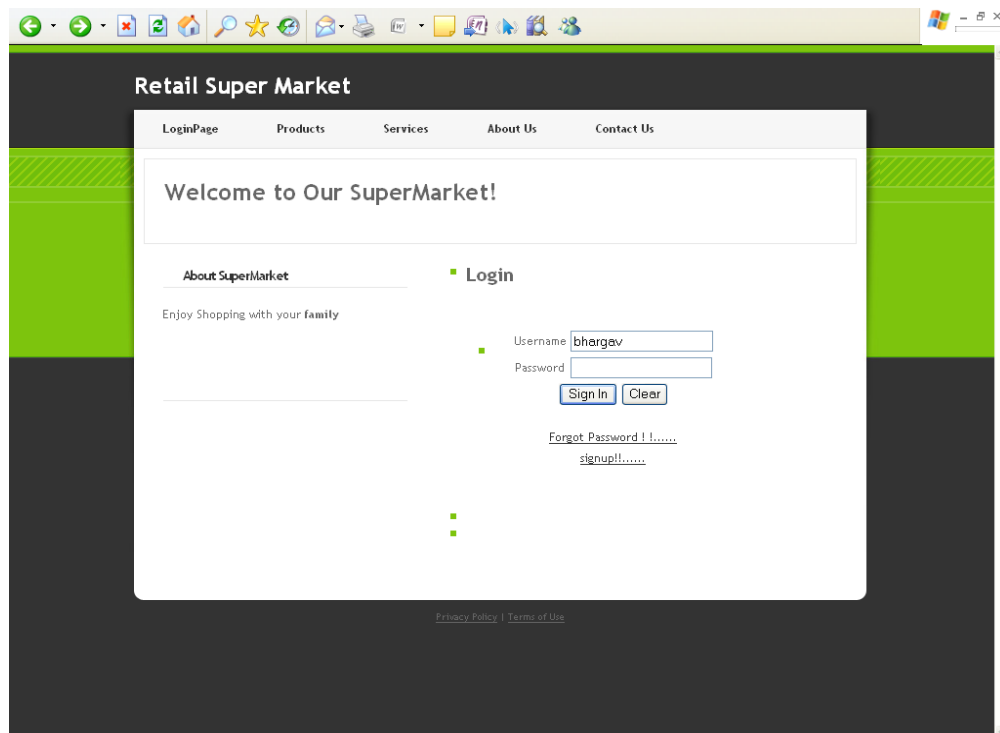 Retail Super Market
LoginPage Products Services About Us Contact Us
Welcome to Our SuperMarket!
About SuperMarket
Enjoy Shopping with your family
Login
Username bhargav
Password
Sign In Clear
Forgot Password ! !......
signup!!......
Privacy Policy | Terms of Use